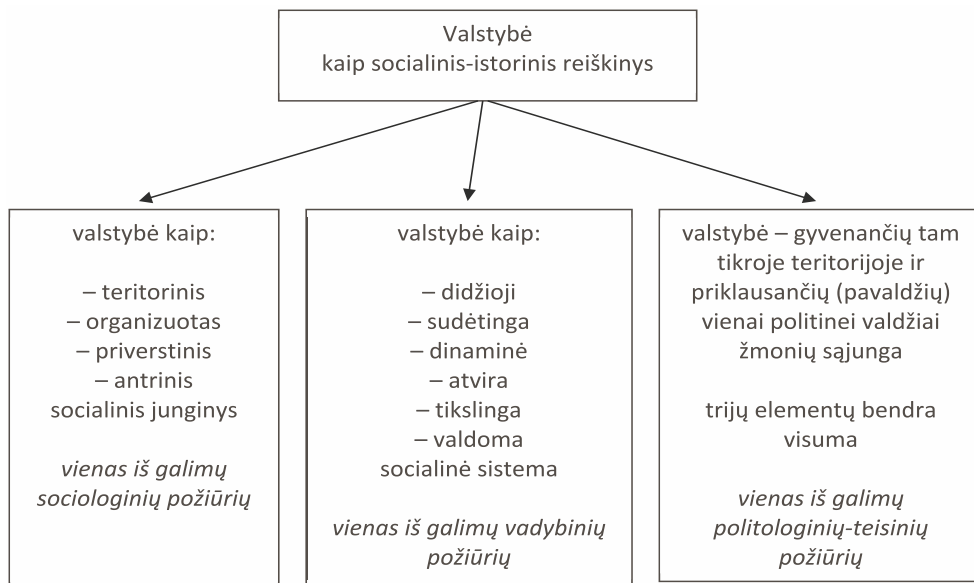 Valstybė
kaip socialinis-istorinis reiškinys
valstybė kaip:
– teritorinis
– organizuotas
– priverstinis
– antrinis
socialinis junginys
vienas iš galimų
sociologinių požiūrių
valstybė kaip:
– didžioji
– sudėtinga
– dinaminė
– atvira
– tikslinga
– valdoma
socialinė sistema
vienas iš galimų vadybinių
požiūrių
valstybė – gyvenančių tam
tikroje teritorijoje ir
priklausančių (pavaldžių)
vienai politinei valdžiai
žmonių sąjunga
trijų elementų bendra
visuma
vienas iš galimų
politologinių-teisinių
požiūrių